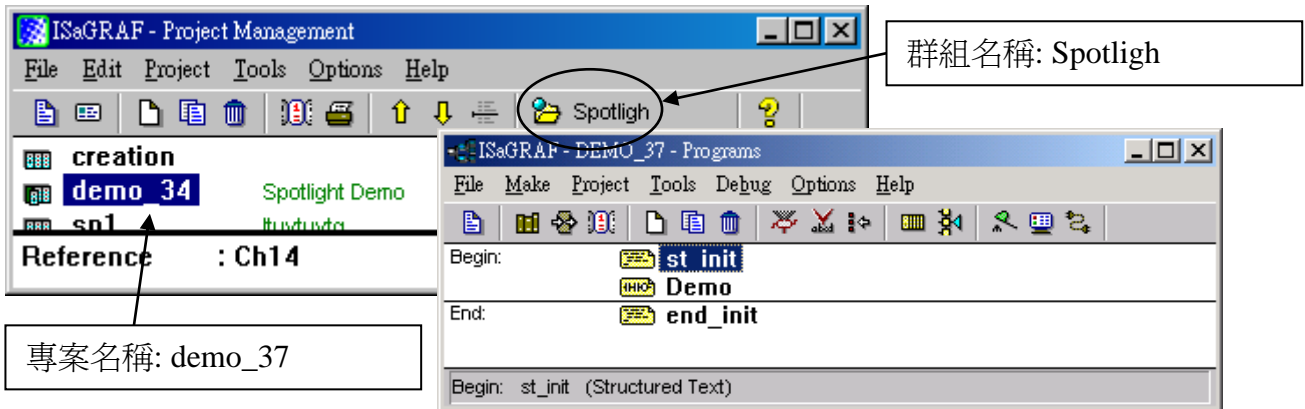 ISaGRAF - Project Management
File Edit Project Tools Options Help
Spotligh
creation
demo_34 Spotlight Demo
sp1
Reference : Ch14
群組名稱: Spotligh
專案名稱: demo_37
ISaGRAF - DEMO_37 - Programs
File Make Project Tools Debug Options Help
Begin: st_init
Demo
End: end_init
Begin: st_init (Structured Text)